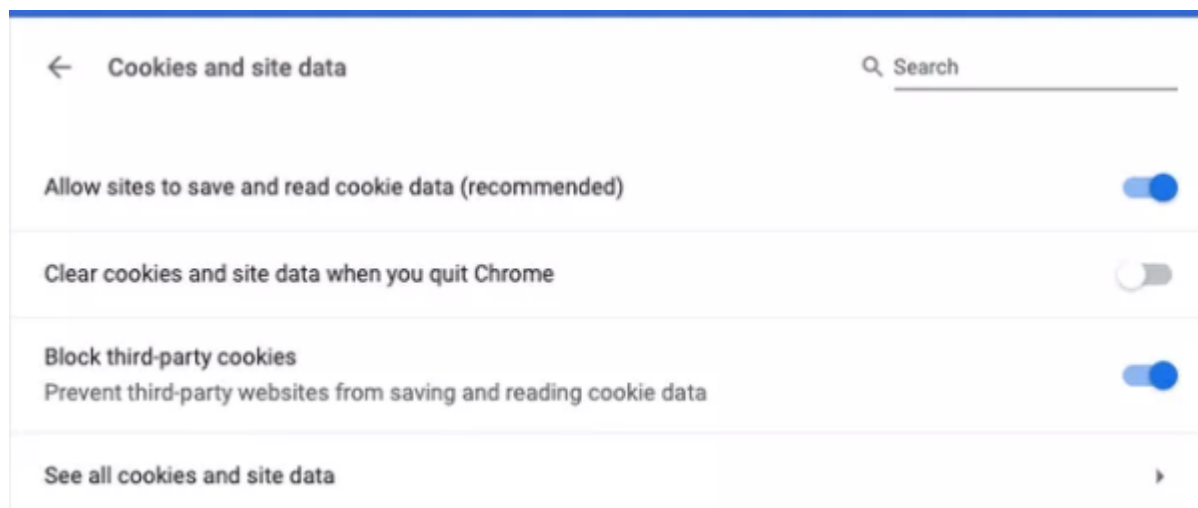 Cookies and site data
Search
Allow sites to save and read cookie data (recommended)
Clear cookies and site data when you quit Chrome
Block third-party cookies
Prevent third-party websites from saving and reading cookie data
See all cookies and site data